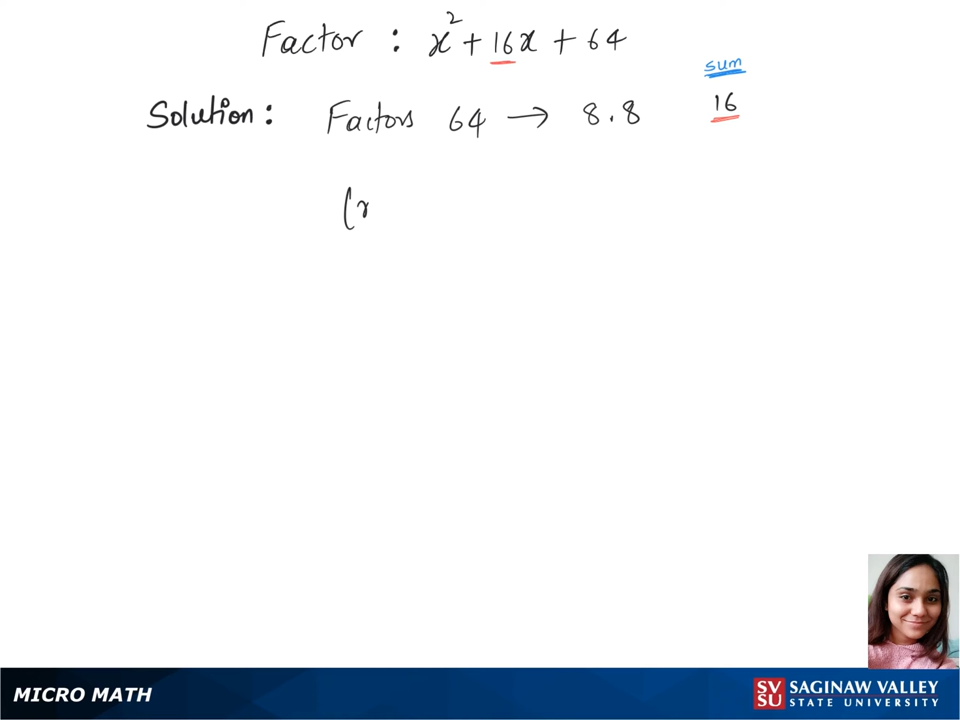 Factor : x² + 16x + 64
sum
Solution : Factors 64 → 8.8 16
(x
MICRO MATH
SV SU SAGINAW VALLEY
STATE UNIVERSITY